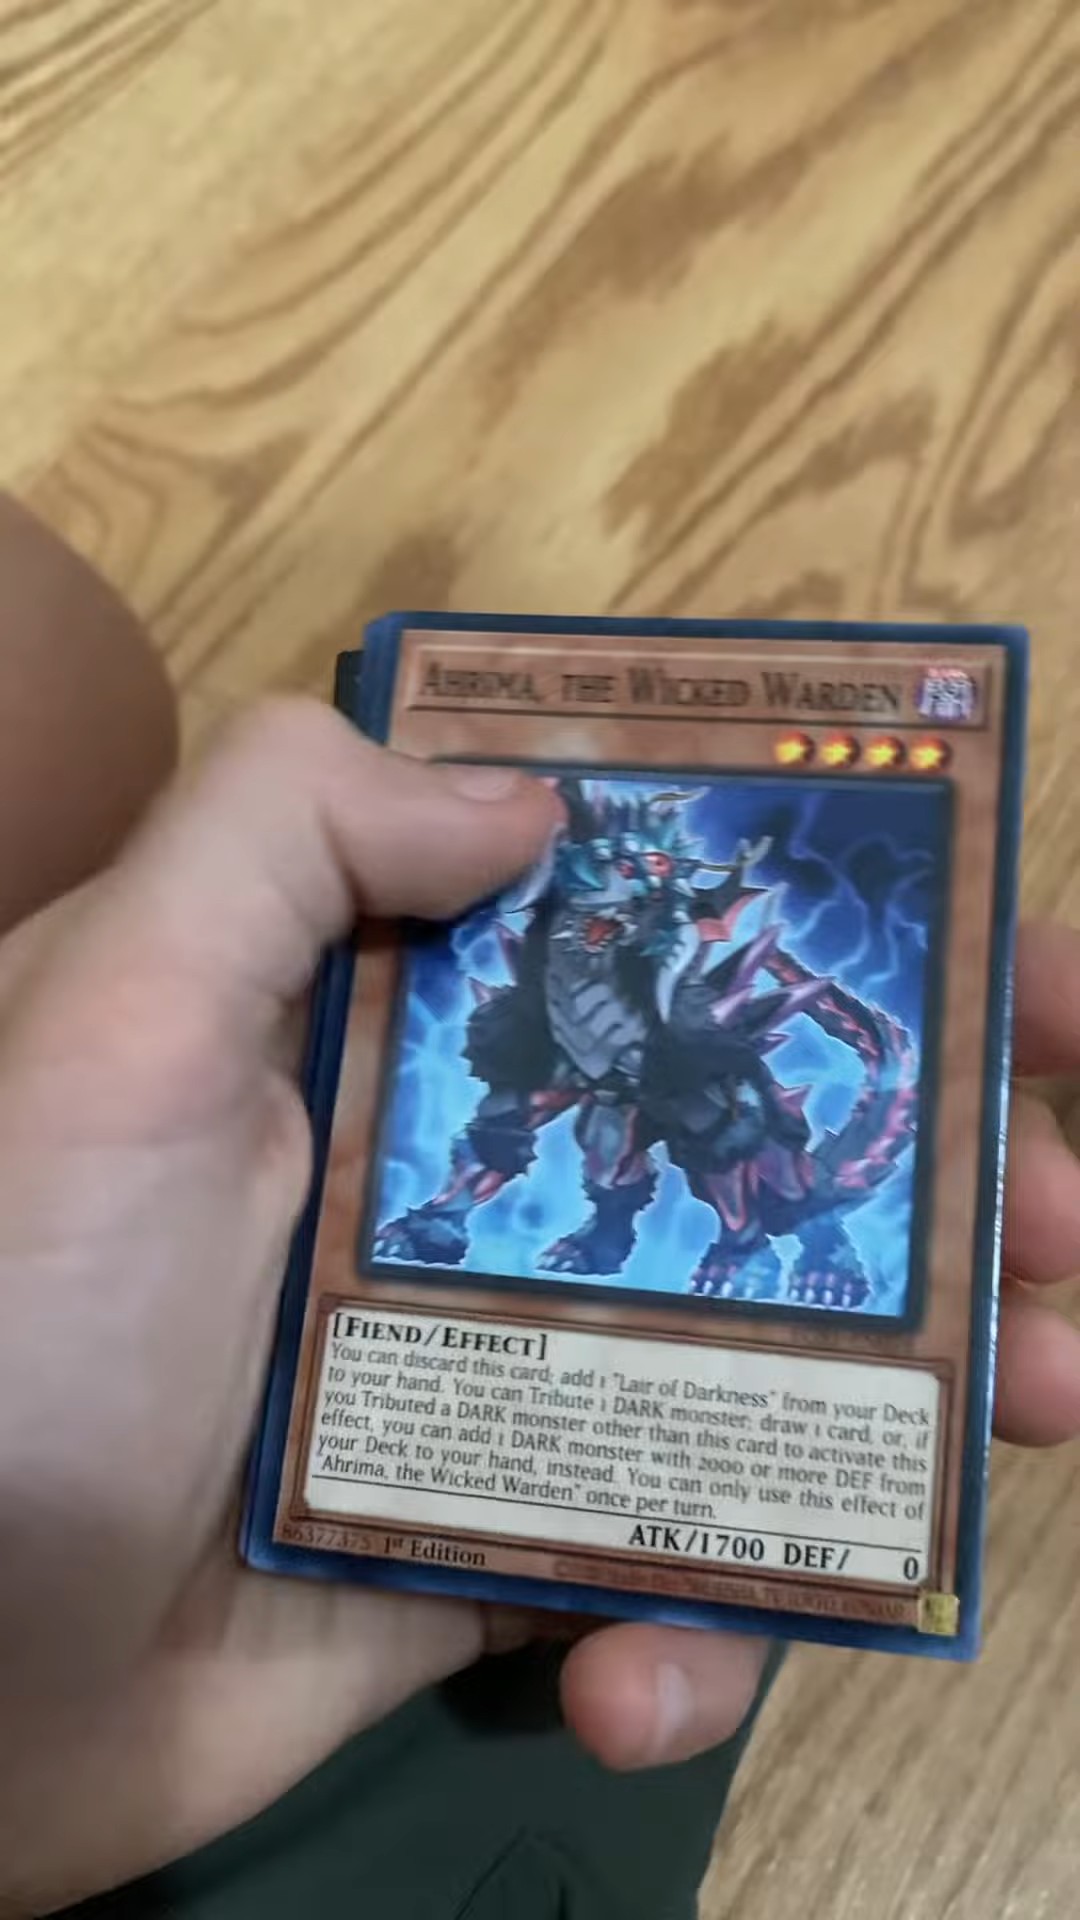 AHRIMA, THE WICKED WARDEN
[FIEND/EFFECT]
You can discard this card; add 1 "Lair of Darkness" from your Deck
to your hand. You can Tribute 1 DARK monster; draw 1 card, or, if
you Tributed a DARK monster other than this card to activate this
effect, you can add 1 DARK monster with 2000 or more DEF from
your Deck to your hand, instead. You can only use this effect of
"Ahrima, the Wicked Warden" once per turn.
ATK/1700 DEF/ 0
86377375 1st Edition